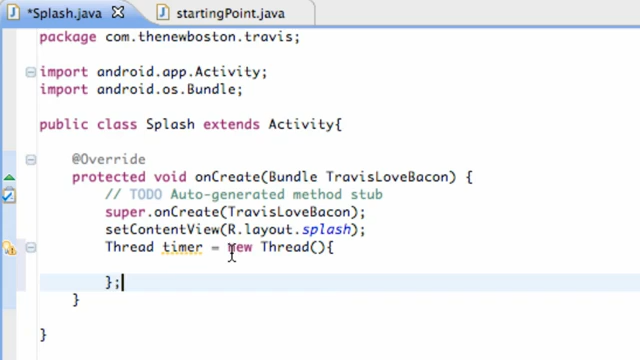 *Splash.java startingPoint.java
package com.thenewboston.travis;
import android.app.Activity;
import android.os.Bundle;
public class Splash extends Activity{
@Override
protected void onCreate(Bundle TravisLoveBacon) {
// TODO Auto-generated method stub
super.onCreate(TravisLoveBacon);
setContentView(R.layout.splash);
Thread timer = new Thread(){
};
}
}